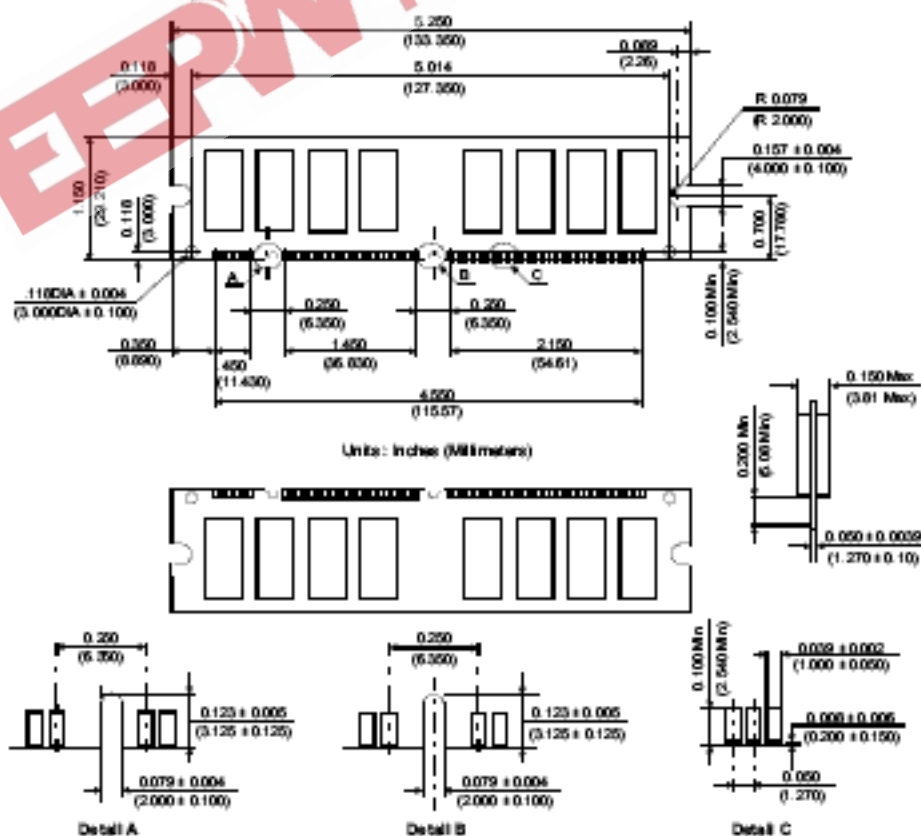 EEPW
5.250
(133.350)
0.089
(2.26)
0.118
(3.000)
5.014
(127.350)
R 0.079
(R 2.000)
0.157 ± 0.004
(4.000 ± 0.100)
1.150
(29.210)
0.118
(3.000)
0.700
(17.780)
A
B
C
.118DIA ± 0.004
(3.000DIA ± 0.100)
0.250
(6.350)
0.250
(6.350)
0.100 Min
(2.540 Min)
0.350
(8.890)
.450
(11.430)
1.450
(36.830)
2.150
(54.61)
4.550
(115.57)
0.150 Max
(3.81 Max)
Units : Inches (Millimeters)
0.200 Min
(5.08 Min)
0.050 ± 0.0039
(1.270 ± 0.10)
0.250
(6.350)
0.123 ± 0.005
(3.125 ± 0.125)
0.079 ± 0.004
(2.000 ± 0.100)
Detail A
0.250
(6.350)
0.123 ± 0.005
(3.125 ± 0.125)
0.079 ± 0.004
(2.000 ± 0.100)
Detail B
0.100 Min
(2.540 Min)
0.039 ± 0.002
(1.000 ± 0.050)
0.008 ± 0.006
(0.200 ± 0.150)
0.050
(1.270)
Detail C